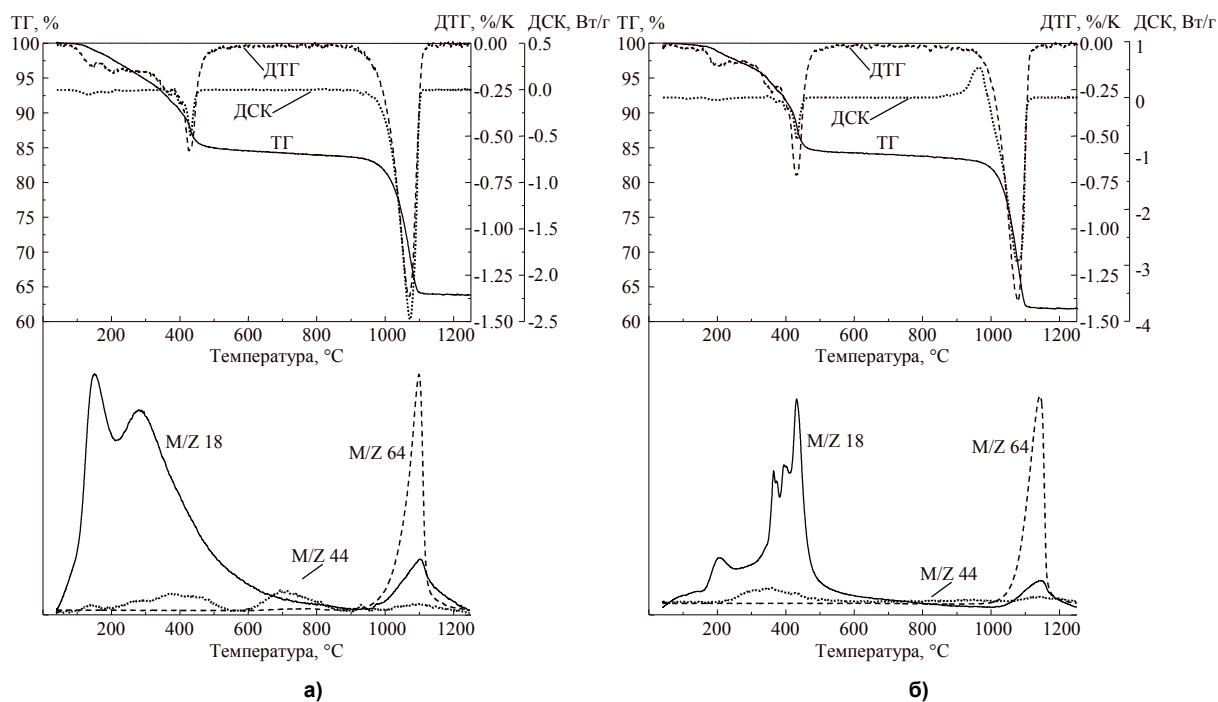 ТГ, % ДТГ, %/K ДСК, Вт/г
100 0.00 0.5
95 0.0
90 -0.25
85 -0.50 -0.5
80 -0.75 -1.0
75
70 -1.00 -1.5
65 -1.25 -2.0
60 -1.50 -2.5
ДТГ
ДСК
ТГ
200 400 600 800 1000 1200
Температура, °C
ТГ, % ДТГ, %/K ДСК, Вт/г
100 0.00 1
95
90 -0.25 0
85 -0.50 -1
80 -0.75
75 -2
70 -1.00
65 -1.25 -3
60 -1.50 -4
ДТГ
ДСК
ТГ
200 400 600 800 1000 1200
Температура, °C
M/Z 18
M/Z 64
M/Z 44
200 400 600 800 1000 1200
Температура, °C
а)
M/Z 18
M/Z 64
M/Z 44
200 400 600 800 1000 1200
Температура, °C
б)